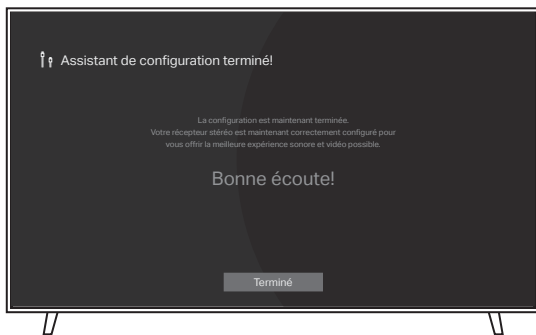 Assistant de configuration terminé!
La configuration est maintenant terminée.
Votre récepteur stéréo est maintenant correctement configuré pour
vous offrir la meilleure expérience sonore et vidéo possible.
Bonne écoute!
Terminé